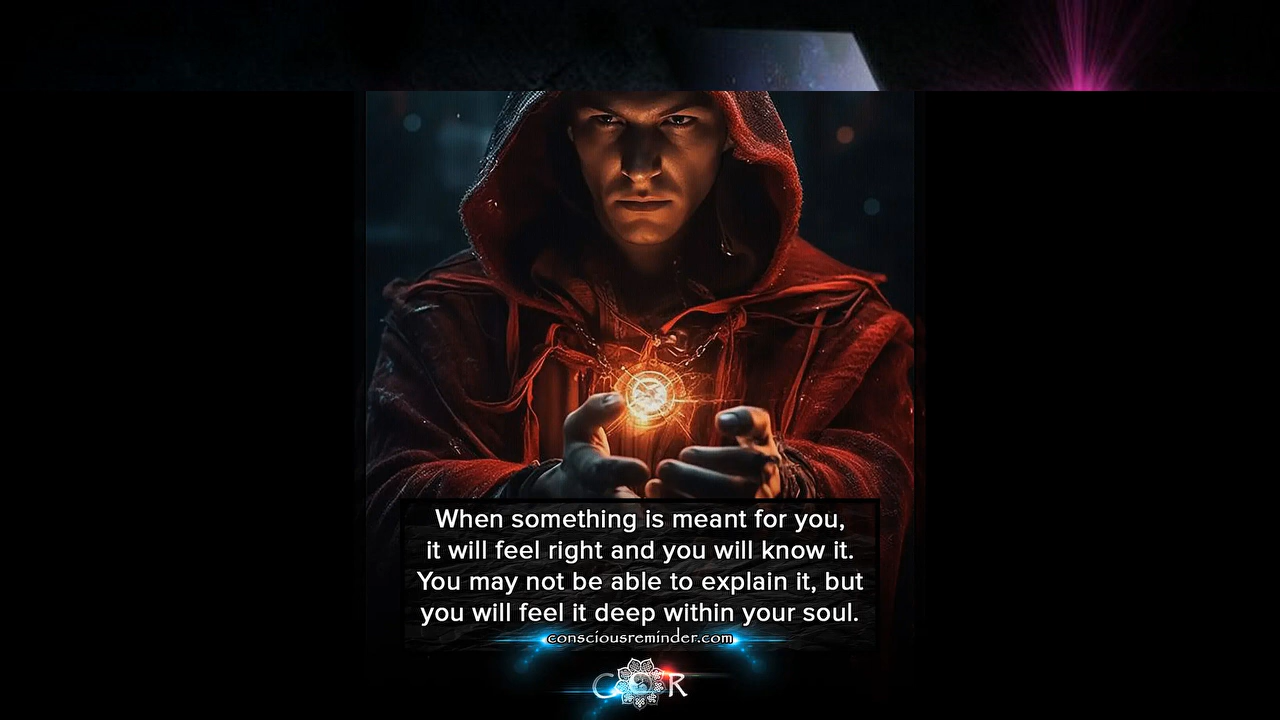 When something is meant for you,
it will feel right and you will know it.
You may not be able to explain it, but
you will feel it deep within your soul.
consciousreminder.com
C R